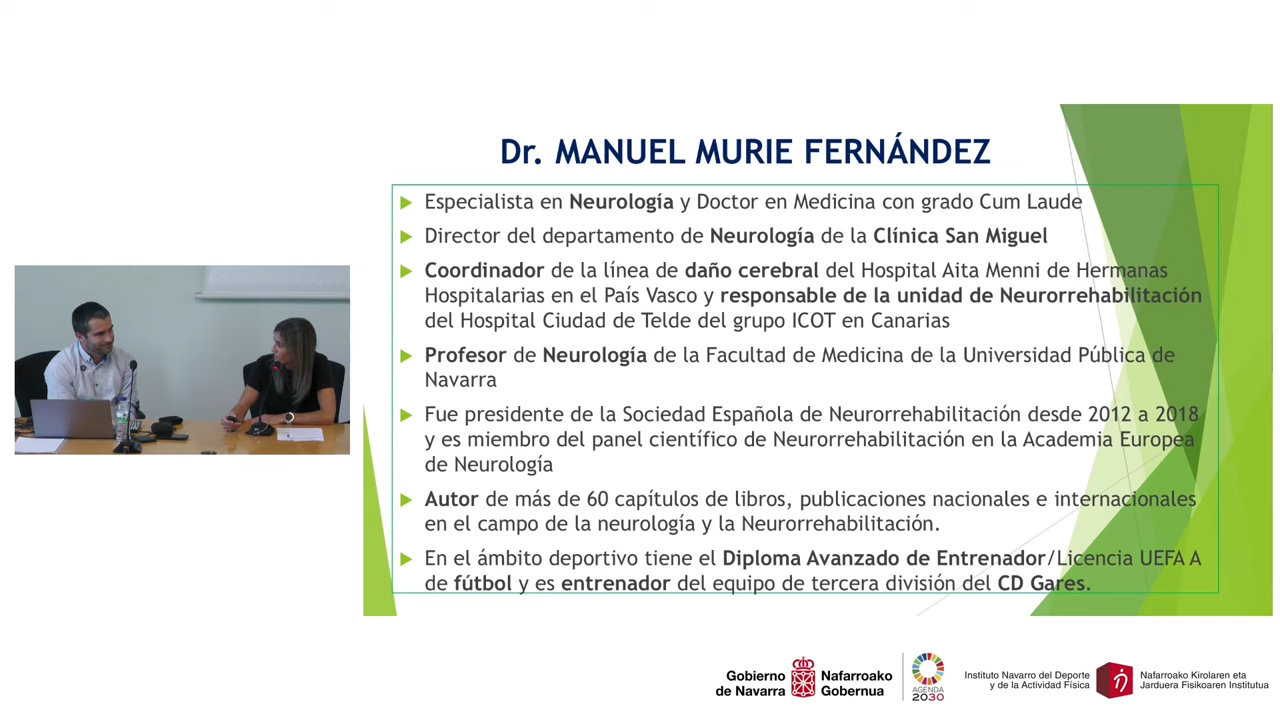 Dr. MANUEL MURIE FERNÁNDEZ
Especialista en Neurología y Doctor en Medicina con grado Cum Laude
Director del departamento de Neurología de la Clínica San Miguel
Coordinador de la línea de daño cerebral del Hospital Aita Menni de Hermanas
Hospitalarias en el País Vasco y responsable de la unidad de Neurorrehabilitación
del Hospital Ciudad de Telde del grupo ICOT en Canarias
Profesor de Neurología de la Facultad de Medicina de la Universidad Pública de
Navarra
Fue presidente de la Sociedad Española de Neurorrehabilitación desde 2012 a 2018
y es miembro del panel científico de Neurorrehabilitación en la Academia Europea
de Neurología
Autor de más de 60 capítulos de libros, publicaciones nacionales e internacionales
en el campo de la neurología y la Neurorrehabilitación.
En el ámbito deportivo tiene el Diploma Avanzado de Entrenador/Licencia UEFA A
de fútbol y es entrenador del equipo de tercera división del CD Gares.
Gobierno
de Navarra
Nafarroako
Gobernua
AGENDA
2030
Instituto Navarro del Deporte
y de la Actividad Física
Nafarroako Kirolaren eta
Jarduera Fisikoaren Institutua